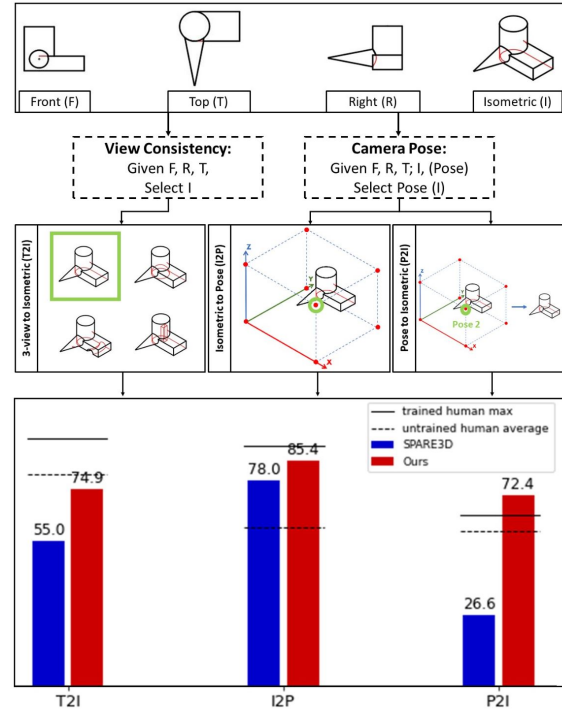 Front (F)
Top (T)
Right (R)
Isometric (I)
View Consistency:
Given F, R, T,
Select I
Camera Pose:
Given F, R, T; I, (Pose)
Select Pose (I)
3-view to Isometric (T2I)
Isometric to Pose (I2P)
Z
Y
X
Pose to Isometric (P2I)
Z
Y
Pose 2
X
trained human max
untrained human average
SPARE3D
Ours
55.0
74.9
78.0
85.4
26.6
72.4
T2I
I2P
P2I